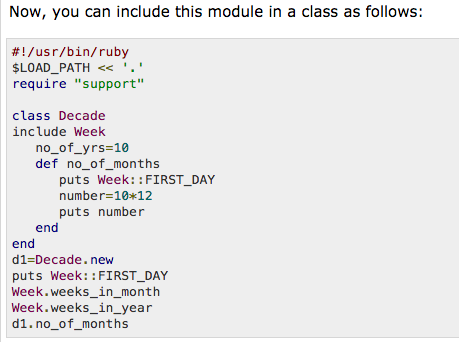 Now, you can include this module in a class as follows:
#!/usr/bin/ruby
$LOAD_PATH << '.'
require "support"

class Decade
include Week
   no_of_yrs=10
   def no_of_months
      puts Week::FIRST_DAY
      number=10*12
      puts number
   end
end
d1=Decade.new
puts Week::FIRST_DAY
Week.weeks_in_month
Week.weeks_in_year
d1.no_of_months